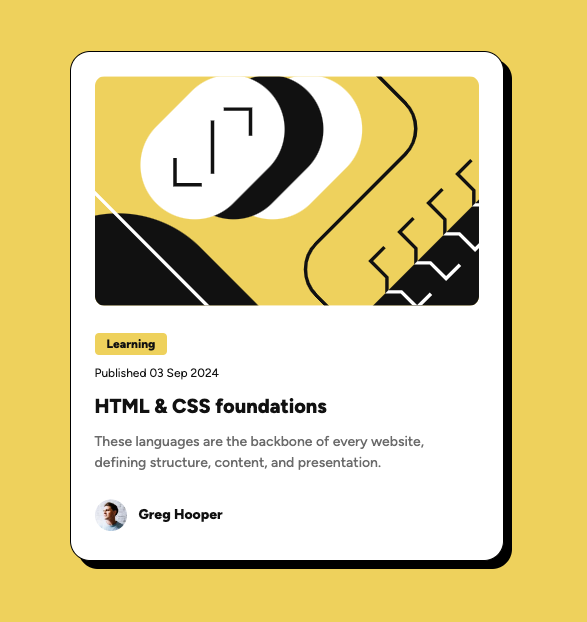 Learning
Published 03 Sep 2024
HTML & CSS foundations
These languages are the backbone of every website,
defining structure, content, and presentation.
Greg Hooper